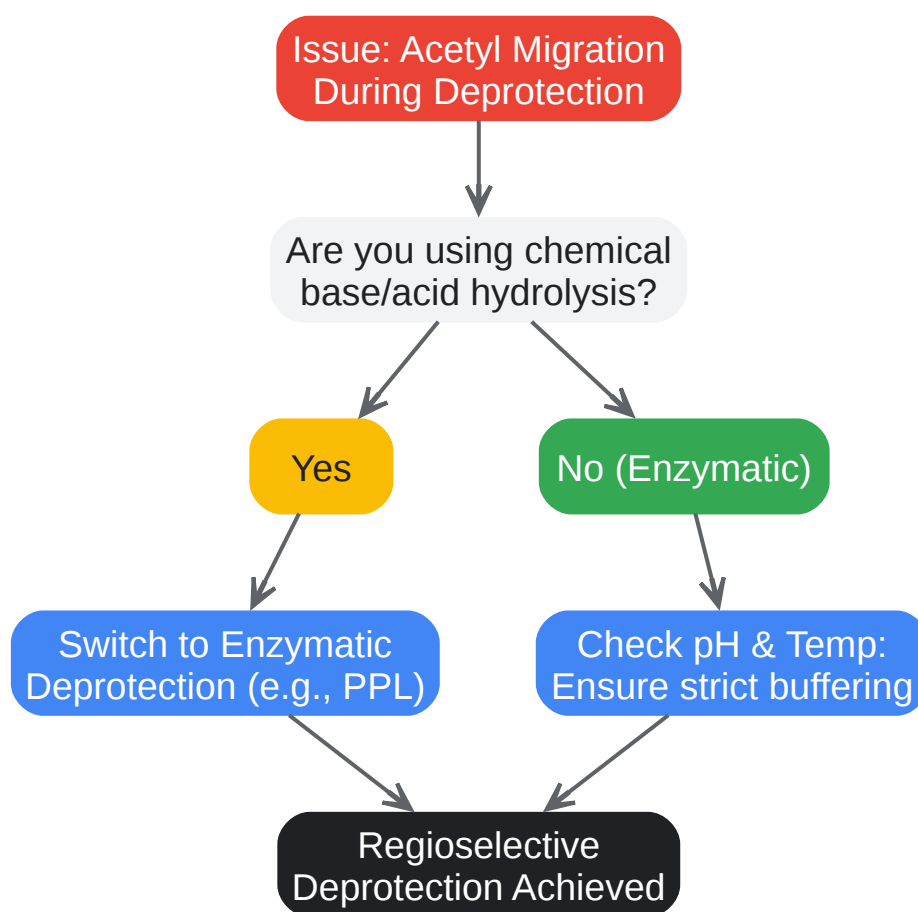 Issue: Acetyl Migration
During Deprotection
Are you using chemical
base/acid hydrolysis?
Yes
No (Enzymatic)
Switch to Enzymatic
Deprotection (e.g., PPL)
Check pH & Temp:
Ensure strict buffering
Regioselective
Deprotection Achieved